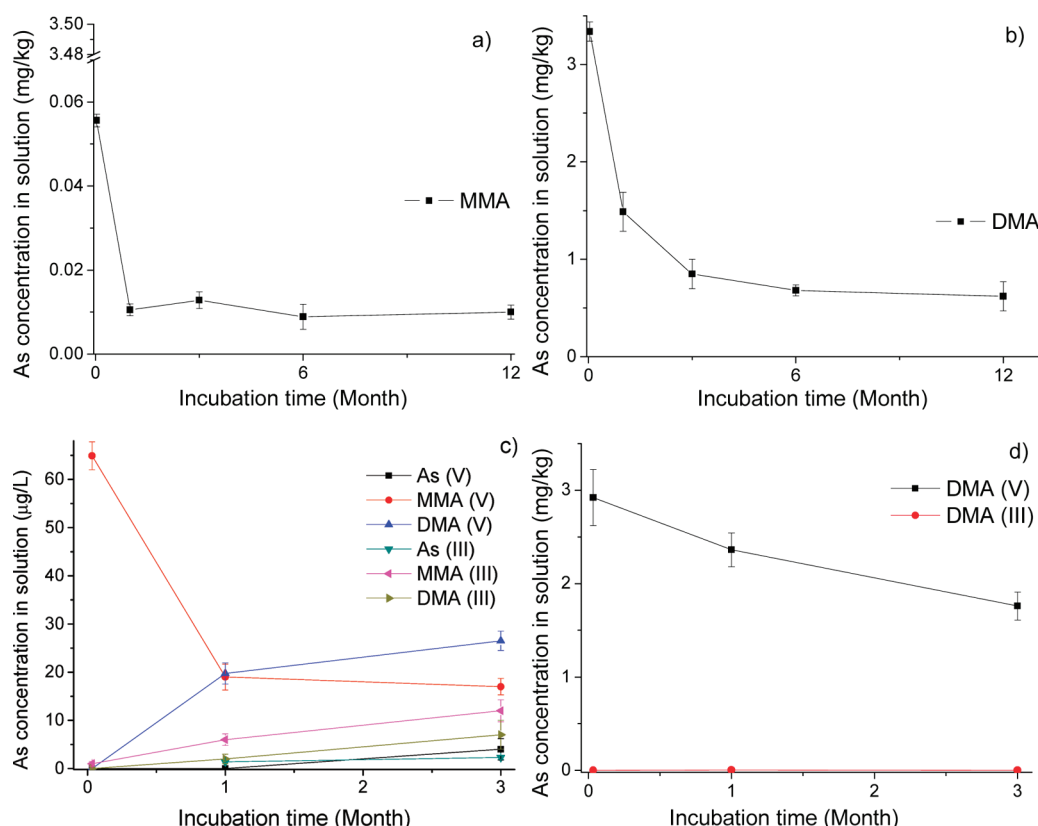 a)
As concentration in solution (mg/kg)
3.50
3.48
0.06
0.04
0.02
0.00
MMA
0
6
12
Incubation time (Month)
b)
As concentration in solution (mg/kg)
3
2
1
0
DMA
0
6
12
Incubation time (Month)
c)
As concentration in solution (µg/L)
60
50
40
30
20
10
0
As (V)
MMA (V)
DMA (V)
As (III)
MMA (III)
DMA (III)
0
1
2
3
Incubation time (Month)
d)
As concentration in solution (mg/kg)
3
2
1
0
DMA (V)
DMA (III)
0
1
2
3
Incubation time (Month)